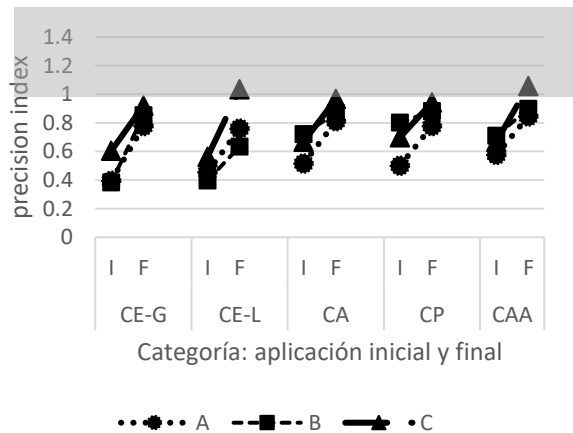 1.4
1.2
1
0.8
0.6
0.4
0.2
0
precision index
I F I F I F I F I F
CE-G CE-L CA CP CAA
Categoría: aplicación inicial y final
A B C